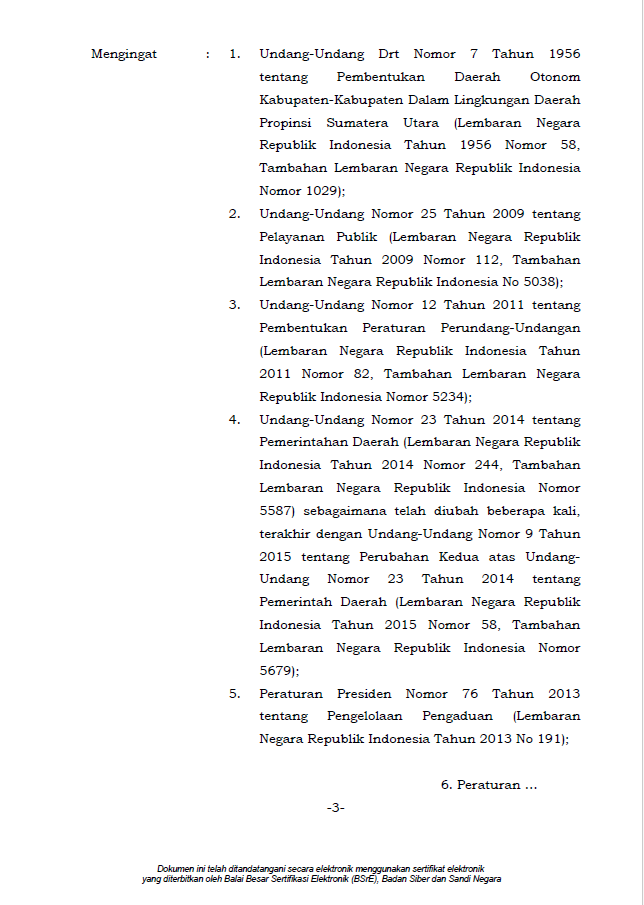 Mengingat : 1. Undang-Undang Drt Nomor 7 Tahun 1956
tentang Pembentukan Daerah Otonom
Kabupaten-Kabupaten Dalam Lingkungan Daerah
Propinsi Sumatera Utara (Lembaran Negara
Republik Indonesia Tahun 1956 Nomor 58,
Tambahan Lembaran Negara Republik Indonesia
Nomor 1029);
2. Undang-Undang Nomor 25 Tahun 2009 tentang
Pelayanan Publik (Lembaran Negara Republik
Indonesia Tahun 2009 Nomor 112, Tambahan
Lembaran Negara Republik Indonesia No 5038);
3. Undang-Undang Nomor 12 Tahun 2011 tentang
Pembentukan Peraturan Perundang-Undangan
(Lembaran Negara Republik Indonesia Tahun
2011 Nomor 82, Tambahan Lembaran Negara
Republik Indonesia Nomor 5234);
4. Undang-Undang Nomor 23 Tahun 2014 tentang
Pemerintahan Daerah (Lembaran Negara Republik
Indonesia Tahun 2014 Nomor 244, Tambahan
Lembaran Negara Republik Indonesia Nomor
5587) sebagaimana telah diubah beberapa kali,
terakhir dengan Undang-Undang Nomor 9 Tahun
2015 tentang Perubahan Kedua atas Undang-
Undang Nomor 23 Tahun 2014 tentang
Pemerintah Daerah (Lembaran Negara Republik
Indonesia Tahun 2015 Nomor 58, Tambahan
Lembaran Negara Republik Indonesia Nomor
5679);
5. Peraturan Presiden Nomor 76 Tahun 2013
tentang Pengelolaan Pengaduan (Lembaran
Negara Republik Indonesia Tahun 2013 No 191);
6. Peraturan ...
-3-
Dokumen ini telah ditandatangani secara elektronik menggunakan sertifikat elektronik
yang diterbitkan oleh Balai Besar Sertifikasi Elektronik (BSrE), Badan Siber dan Sandi Negara